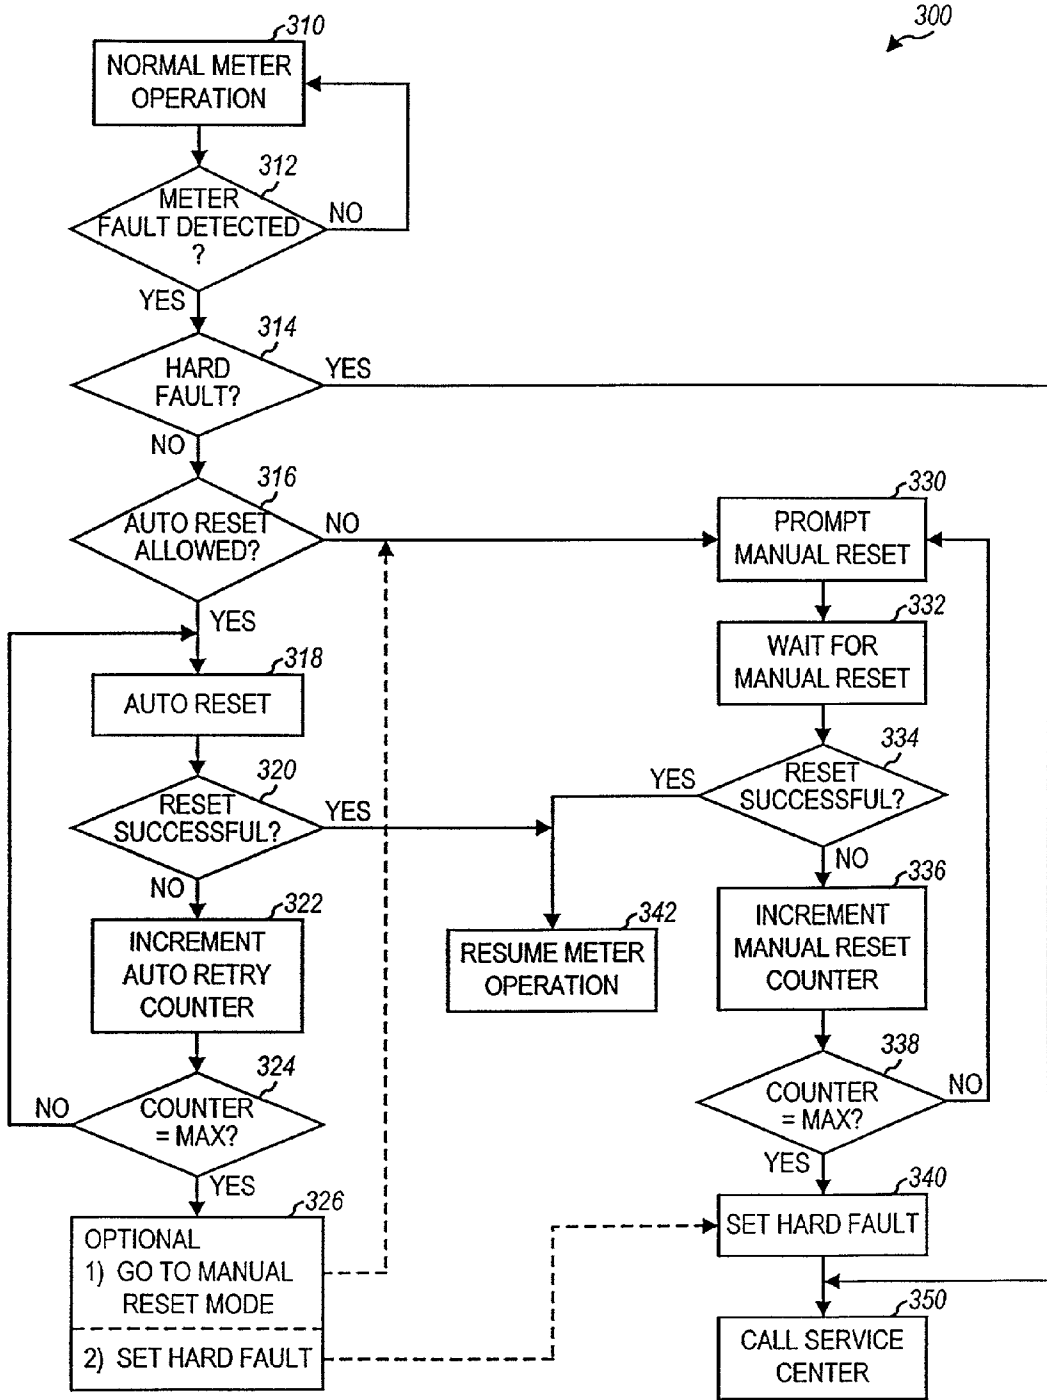 300
310
NORMAL METER
OPERATION
312
METER
FAULT DETECTED
?
NO
YES
314
HARD
FAULT?
YES
NO
316
AUTO RESET
ALLOWED?
NO
YES
318
AUTO RESET
320
RESET
SUCCESSFUL?
YES
NO
322
INCREMENT
AUTO RETRY
COUNTER
324
COUNTER
= MAX?
NO
YES
326
OPTIONAL
1) GO TO MANUAL
RESET MODE
2) SET HARD FAULT
330
PROMPT
MANUAL RESET
332
WAIT FOR
MANUAL RESET
334
RESET
SUCCESSFUL?
YES
NO
342
RESUME METER
OPERATION
336
INCREMENT
MANUAL RESET
COUNTER
338
COUNTER
= MAX?
NO
YES
340
SET HARD FAULT
350
CALL SERVICE
CENTER